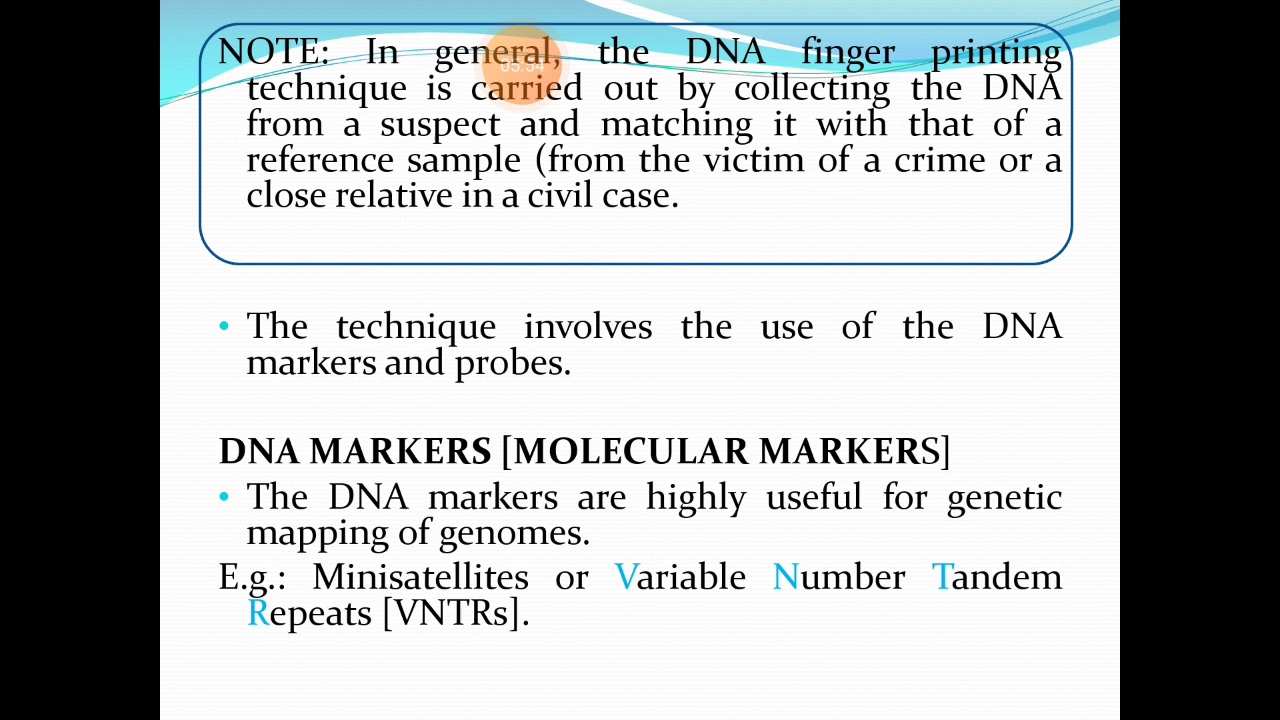 NOTE: In general, the DNA finger printing
technique is carried out by collecting the DNA
from a suspect and matching it with that of a
reference sample (from the victim of a crime or a
close relative in a civil case.
• The technique involves the use of the DNA
markers and probes.
DNA MARKERS [MOLECULAR MARKERS]
• The DNA markers are highly useful for genetic
mapping of genomes.
E.g.: Minisatellites or Variable Number Tandem
Repeats [VNTRs].